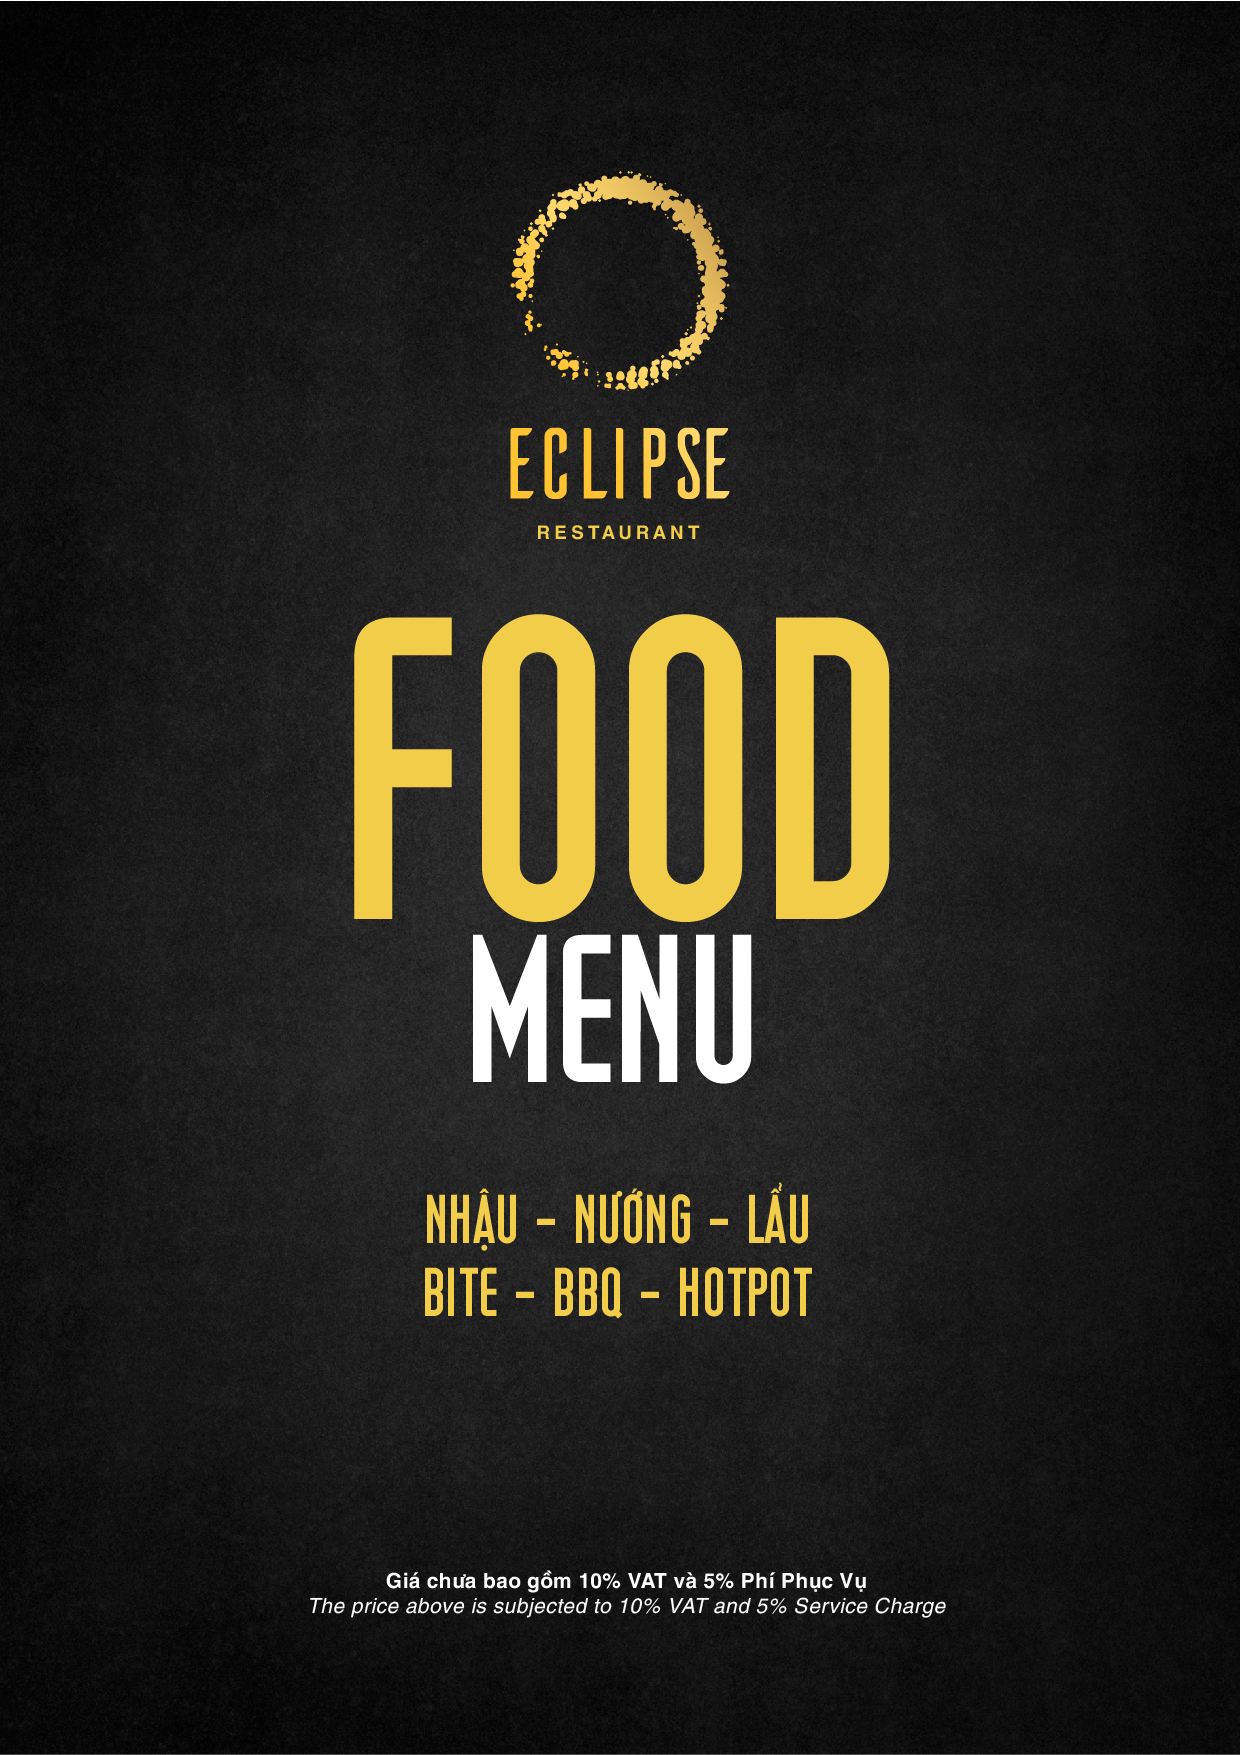 ECLIPSE
RESTAURANT
FOOD
MENU
NHẬU – NƯỚNG – LẨU
BITE – BBQ – HOTPOT
Giá chưa bao gồm 10% VAT và 5% Phí Phục Vụ
The price above is subjected to 10% VAT and 5% Service Charge